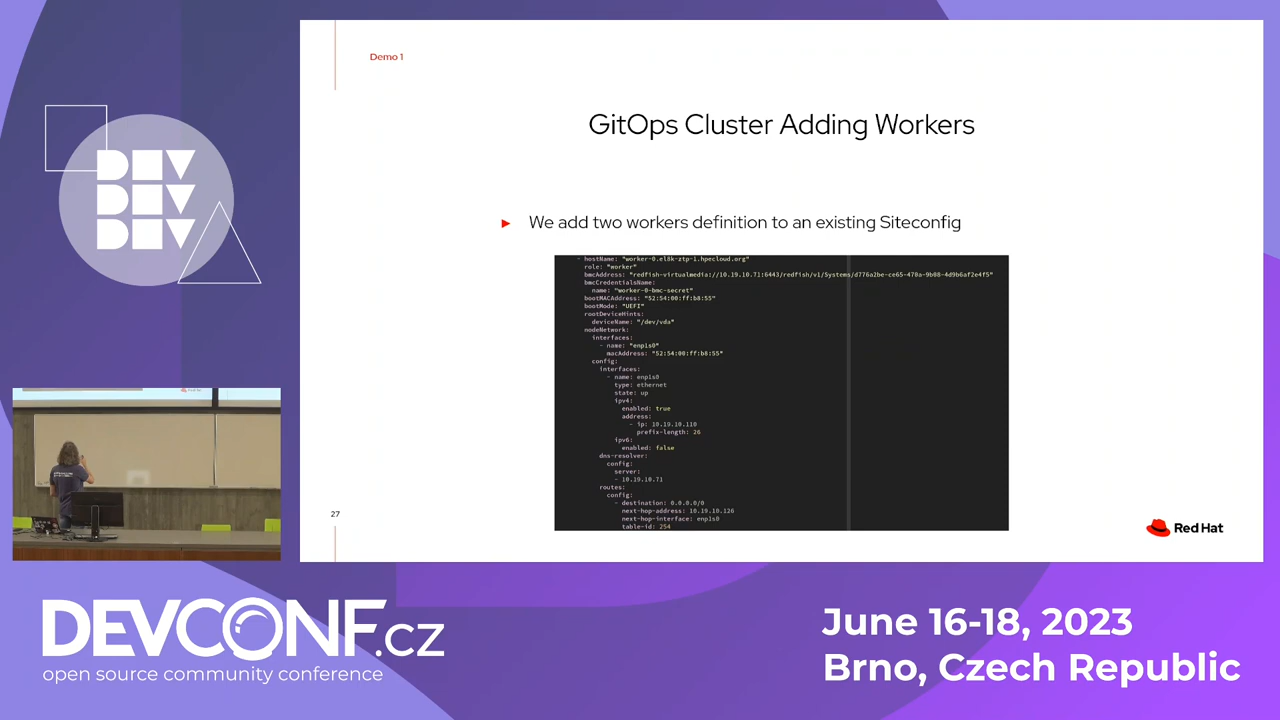 Demo 1
GitOps Cluster Adding Workers
► We add two workers definition to an existing Siteconfig
- hostName: "worker-0.el8k-ztp-1.hpecloud.org"
role: "worker"
bmcAddress: "redfish-virtualmedia://10.19.10.71:6443/redfish/v1/Systems/d776a2be-ce65-478a-9b08-4d9b6af2e4f5"
bmcCredentialsName:
name: "worker-0-bmc-secret"
bootMACAddress: "52:54:00:ff:b8:55"
bootMode: "UEFI"
rootDeviceHints:
deviceName: "/dev/vda"
nodeNetwork:
interfaces:
- name: "enp1s0"
macAddress: "52:54:00:ff:b8:55"
config:
interfaces:
- name: enp1s0
type: ethernet
state: up
ipv4:
enabled: true
address:
- ip: 10.19.10.110
prefix-length: 26
ipv6:
enabled: false
dns-resolver:
config:
server:
- 10.19.10.71
routes:
config:
- destination: 0.0.0.0/0
next-hop-address: 10.19.10.126
next-hop-interface: enp1s0
table-id: 254
27
Red Hat
DEV
DEV
DEV
DEVCONF.cz
open source community conference
June 16-18, 2023
Brno, Czech Republic